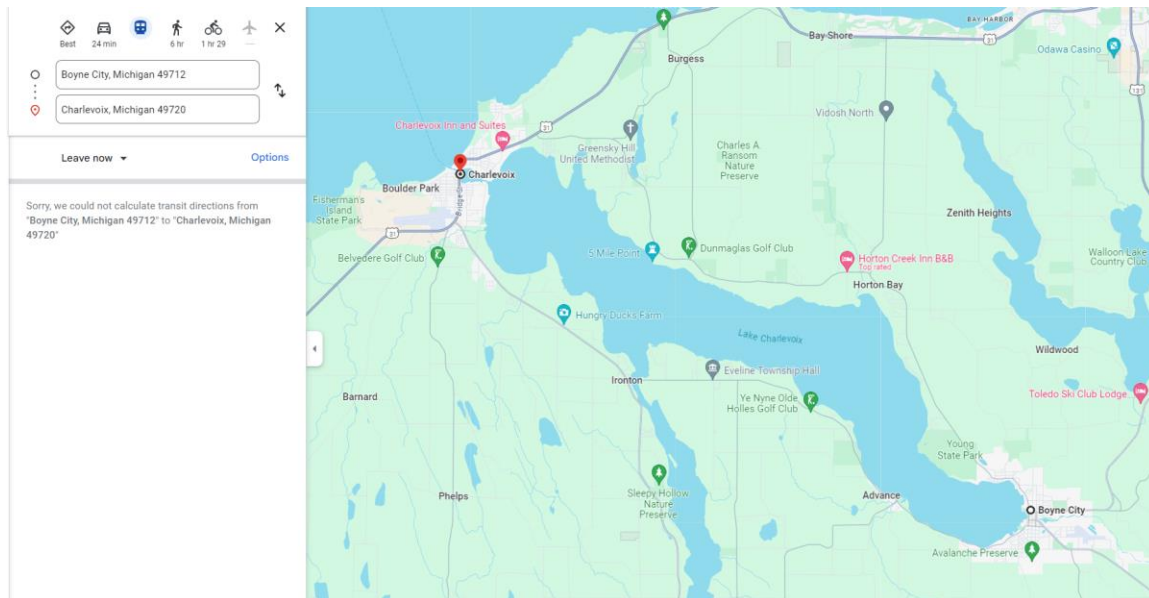 Best
24 min
6 hr
1 hr 29
Boyne City, Michigan 49712
Charlevoix, Michigan 49720
Leave now
Options
Sorry, we could not calculate transit directions from
"Boyne City, Michigan 49712" to "Charlevoix, Michigan
49720"
BAY HARBOR
Bay Shore
31
Odawa Casino
Burgess
131
Vidosh North
Charlevoix Inn and Suites
31
Greensky Hill
United Methodist
Charles A.
Ransom
Nature
Preserve
Charlevoix
Boulder Park
Bridge St
Fisherman's
Island
State Park
Zenith Heights
31
Belvedere Golf Club
5 Mile Point
Dunmaglas Golf Club
Horton Creek Inn B&B
Top rated
Walloon Lake
Country Club
Horton Bay
Hungry Ducks Farm
Lake Charlevoix
Wildwood
Eveline Township Hall
Ironton
Barnard
Ye Nyne Olde
Holles Golf Club
Toledo Ski Club Lodge
Young
State Park
Phelps
Sleepy Hollow
Nature
Preserve
Advance
Boyne City
Avalanche Preserve